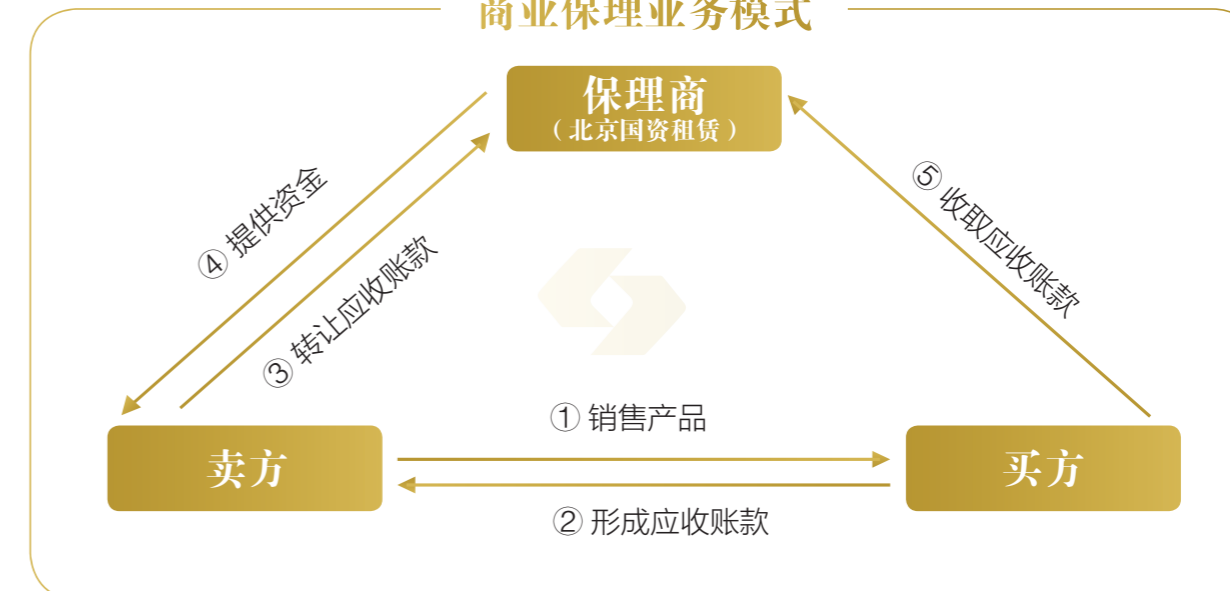 商业保理业务模式
保理商
（北京国资租赁）
④ 提供资金
③ 转让应收账款
⑤ 收取应收账款
① 销售产品
卖方
买方
② 形成应收账款